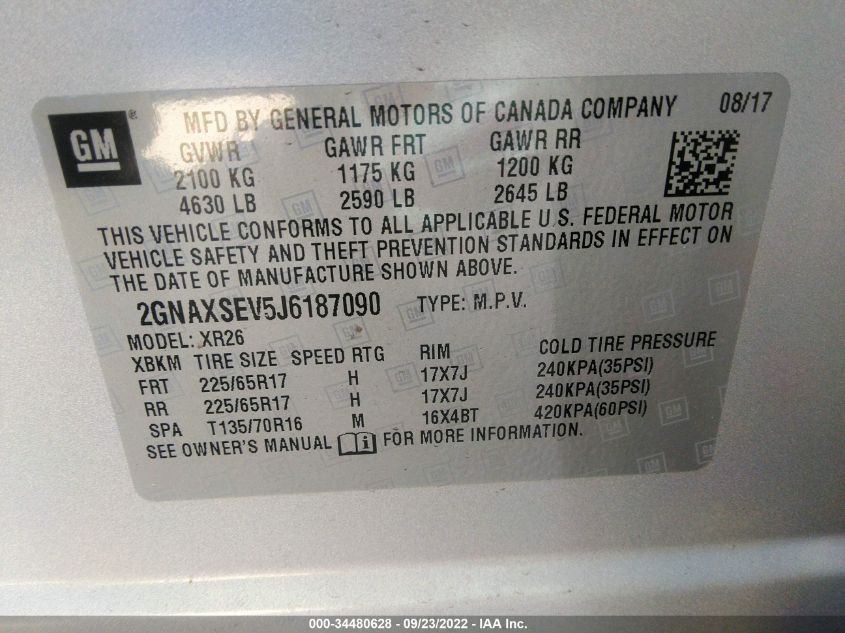 GM ®
MFD BY GENERAL MOTORS OF CANADA COMPANY 08/17
GVWR GAWR FRT GAWR RR
2100 KG 1175 KG 1200 KG
4630 LB 2590 LB 2645 LB
THIS VEHICLE CONFORMS TO ALL APPLICABLE U.S. FEDERAL MOTOR
VEHICLE SAFETY AND THEFT PREVENTION STANDARDS IN EFFECT ON
THE DATE OF MANUFACTURE SHOWN ABOVE.
2GNAXSEV5J6187090 TYPE: M.P.V.
MODEL: XR26
XBKM TIRE SIZE SPEED RTG RIM COLD TIRE PRESSURE
FRT 225/65R17 H 17X7J 240KPA(35PSI)
RR 225/65R17 H 17X7J 240KPA(35PSI)
SPA T135/70R16 M 16X4BT 420KPA(60PSI)
SEE OWNER'S MANUAL FOR MORE INFORMATION.
000-34480628 - 09/23/2022 - IAA Inc.